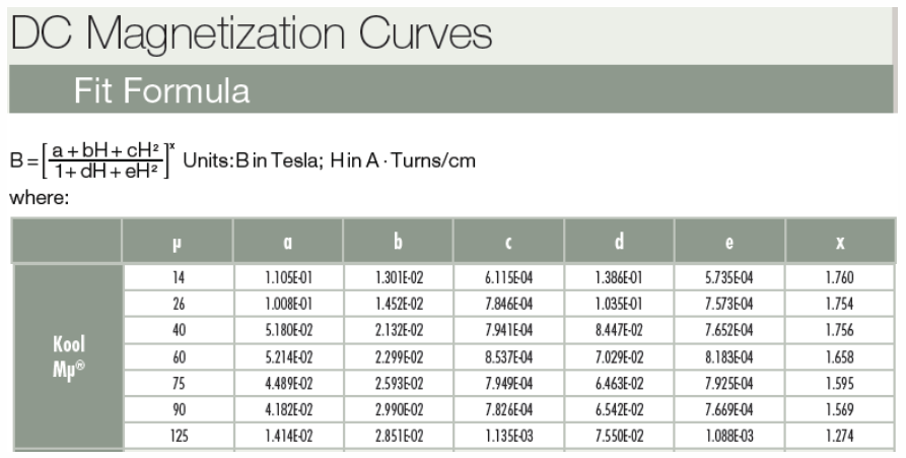 DC Magnetization Curves
Fit Formula
B = [ a + bH + cH² / 1 + dH + eH² ]ˣ Units: B in Tesla; H in A · Turns/cm
where:
µ a b c d e x
Kool Mµ®
14 1.105E-01 1.301E-02 6.115E-04 1.386E-01 5.735E-04 1.760
26 1.008E-01 1.452E-02 7.846E-04 1.035E-01 7.573E-04 1.754
40 5.180E-02 2.132E-02 7.941E-04 8.447E-02 7.652E-04 1.756
60 5.214E-02 2.299E-02 8.537E-04 7.029E-02 8.183E-04 1.658
75 4.489E-02 2.593E-02 7.949E-04 6.463E-02 7.925E-04 1.595
90 4.182E-02 2.990E-02 7.826E-04 6.542E-02 7.669E-04 1.569
125 1.414E-02 2.851E-02 1.135E-03 7.550E-02 1.088E-03 1.274